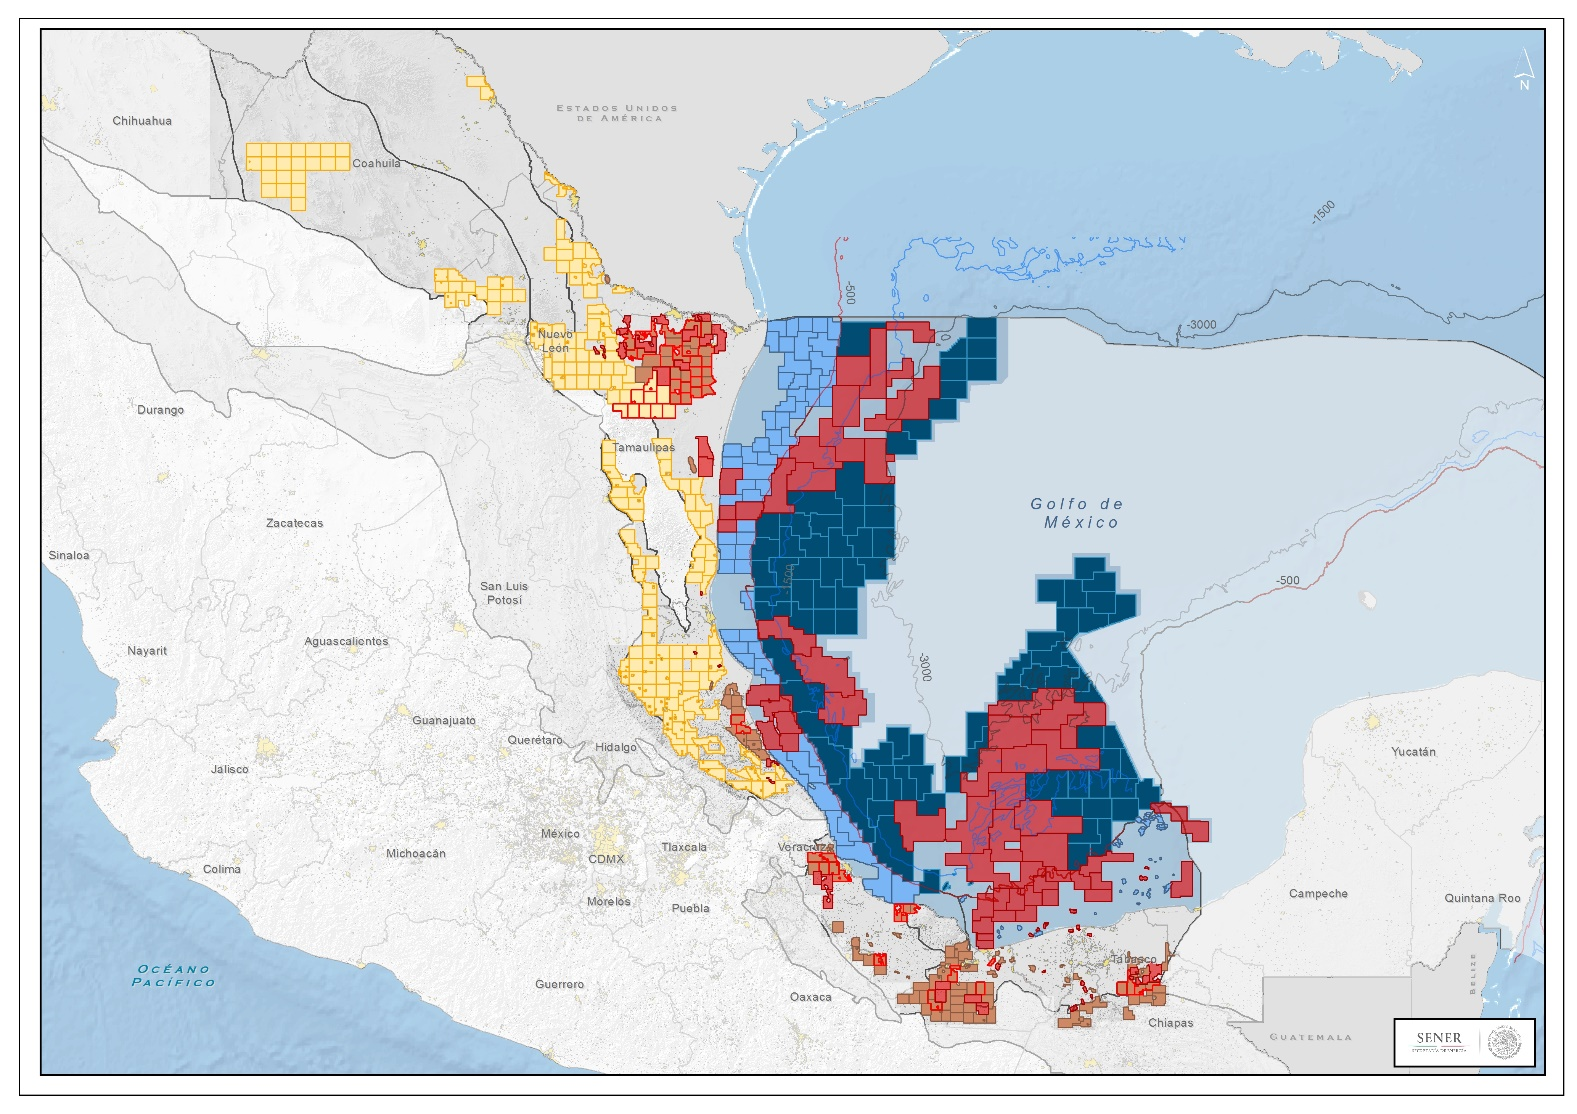 N
ESTADOS UNIDOS
DE AMÉRICA
Chihuahua
Coahuila
-1500
-500
-3000
Nuevo
León
Durango
Tamaulipas
Golfo de
México
Zacatecas
Sinaloa
-500
-1500
San Luis
Potosí
Aguascalientes
Nayarit
-3000
Guanajuato
Querétaro
Hidalgo
Yucatán
Jalisco
México
CDMX
Tlaxcala
Veracruz
Michoacán
Colima
Morelos
Puebla
Campeche
Quintana Roo
OCÉANO
PACÍFICO
Tabasco
BELIZE
Guerrero
Oaxaca
Chiapas
GUATEMALA
SENER